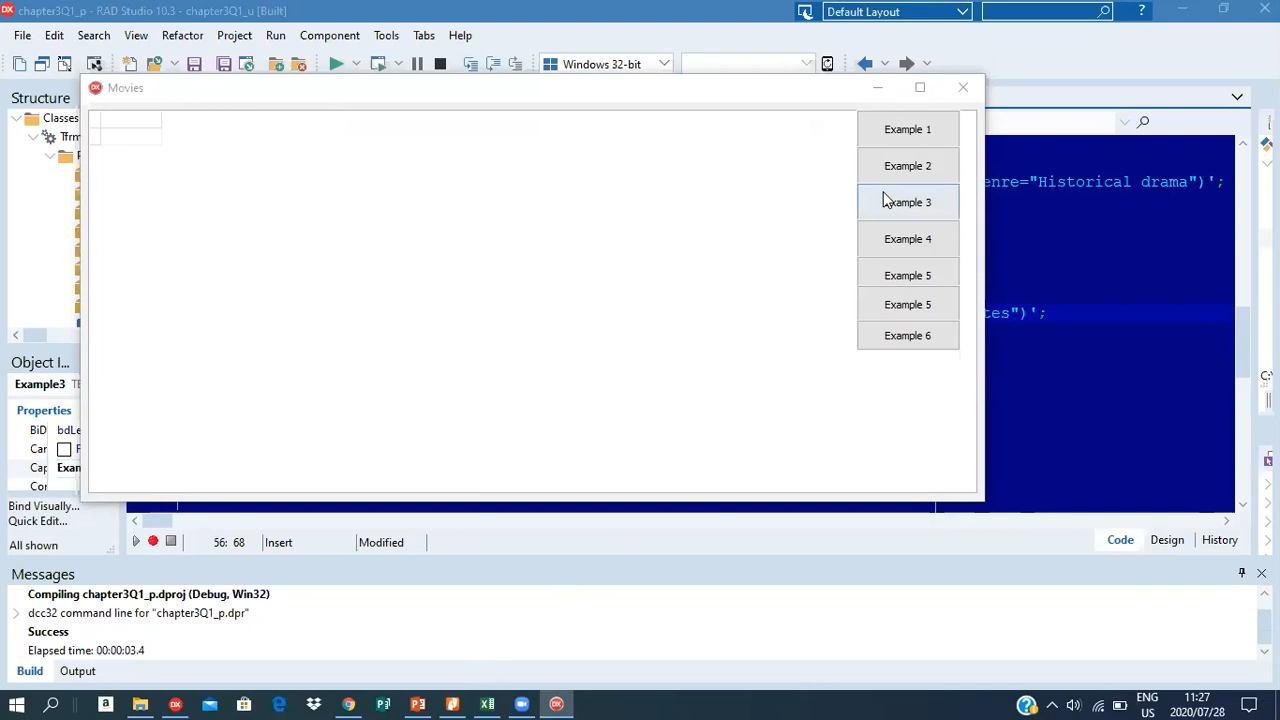 chapter3Q1_p - RAD Studio 10.3 - chapter3Q1_u [Built]
Default Layout
?
File Edit Search View Refactor Project Run Component Tools Tabs Help
Windows 32-bit
Structure
Movies
Classes
Tfrm
Example 1
Example 2
enre="Historical drama")';
Example 3
Example 4
Example 5
Example 5
tes")';
Example 6
Object I...
Example3
Properties
BiD bdLe
Car
Cap Exam
Cor
Bind Visually...
Quick Edit...
All shown
56: 68
Insert
Modified
Code
Design
History
Messages
Compiling chapter3Q1_p.dproj (Debug, Win32)
dcc32 command line for "chapter3Q1_p.dpr"
Success
Elapsed time: 00:00:03.4
Build
Output
ENG
US
11:27
2020/07/28